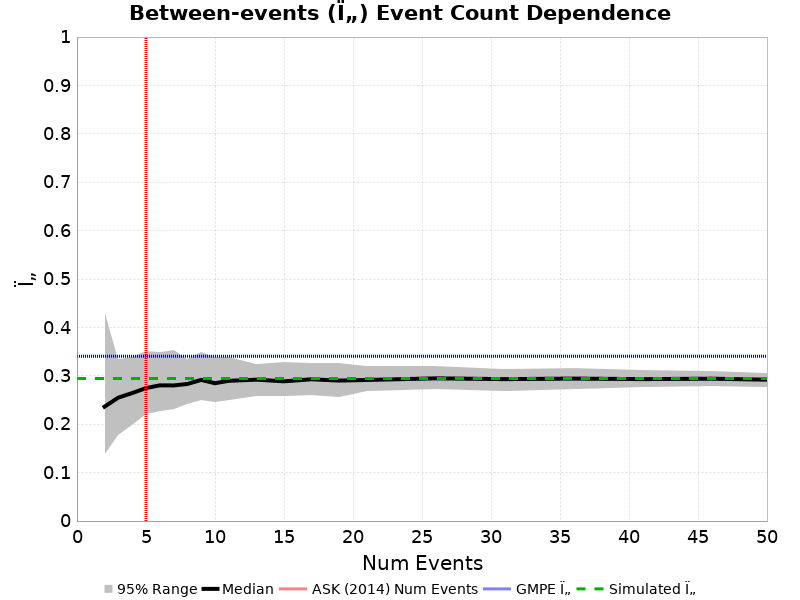 Between-events (Ï„) Event Count Dependence
1
0.9
0.8
0.7
0.6
0.5
Ï„
0.4
0.3
0.2
0.1
0
0 5 10 15 20 25 30 35 40 45 50
Num Events
95% Range Median ASK (2014) Num Events GMPE Ï„ Simulated Ï„